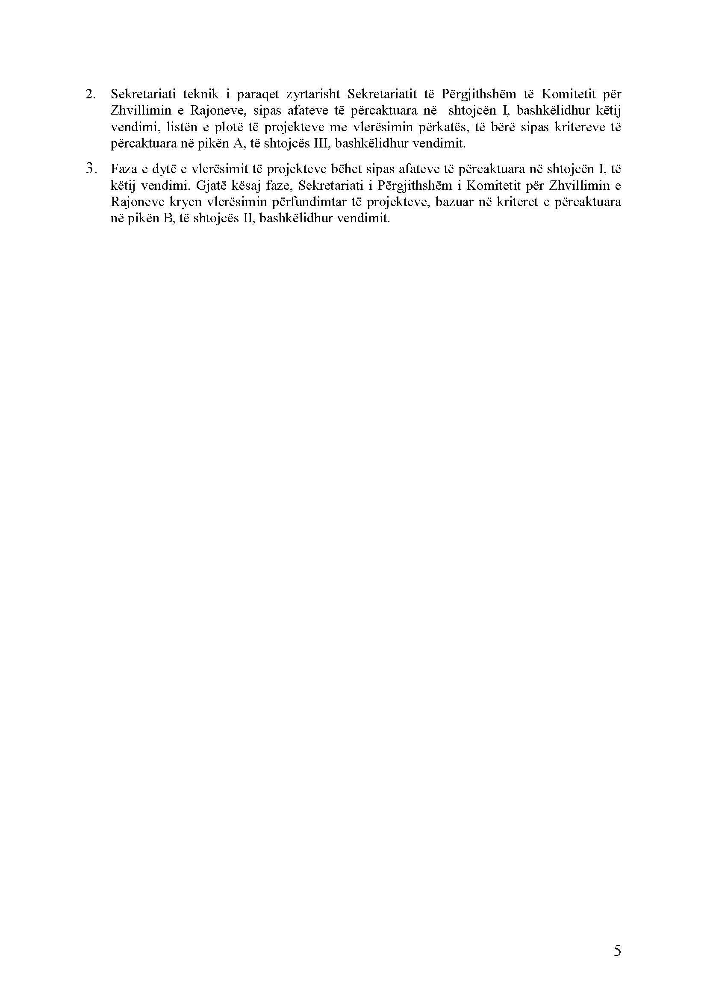 2. Sekretariati teknik i paraqet zyrtarisht Sekretariatit të Përgjithshëm të Komitetit për
Zhvillimin e Rajoneve, sipas afateve të përcaktuara në shtojcën I, bashkëlidhur këtij
vendimi, listën e plotë të projekteve me vlerësimin përkatës, të bërë sipas kritereve të
përcaktuara në pikën A, të shtojcës III, bashkëlidhur vendimit.
3. Faza e dytë e vlerësimit të projekteve bëhet sipas afateve të përcaktuara në shtojcën I, të
këtij vendimi. Gjatë kësaj faze, Sekretariati i Përgjithshëm i Komitetit për Zhvillimin e
Rajoneve kryen vlerësimin përfundimtar të projekteve, bazuar në kriteret e përcaktuara
në pikën B, të shtojcës II, bashkëlidhur vendimit.
5